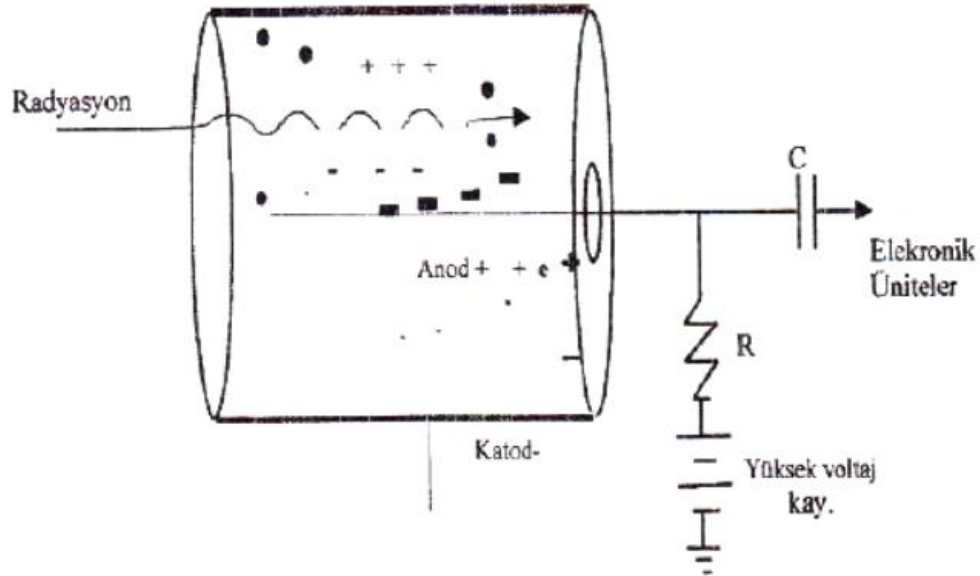 + + +
Radyasyon
- - -
C
Anod + + e +
Elekronik
Üniteler
R
Katod-
Yüksek voltaj
kay.